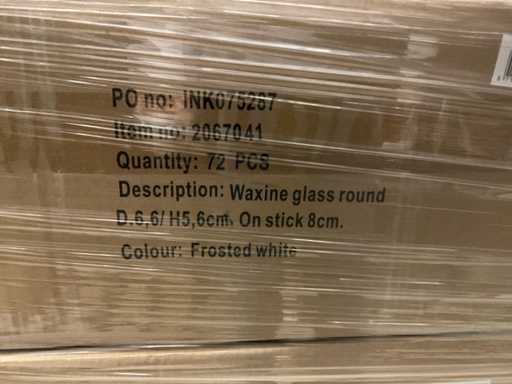 PO no: INK075287
Item no: 2067041
Quantity: 72 PCS
Description: Waxine glass round
D.6,6/ H5,6cm. On stick 8cm.
Colour: Frosted white